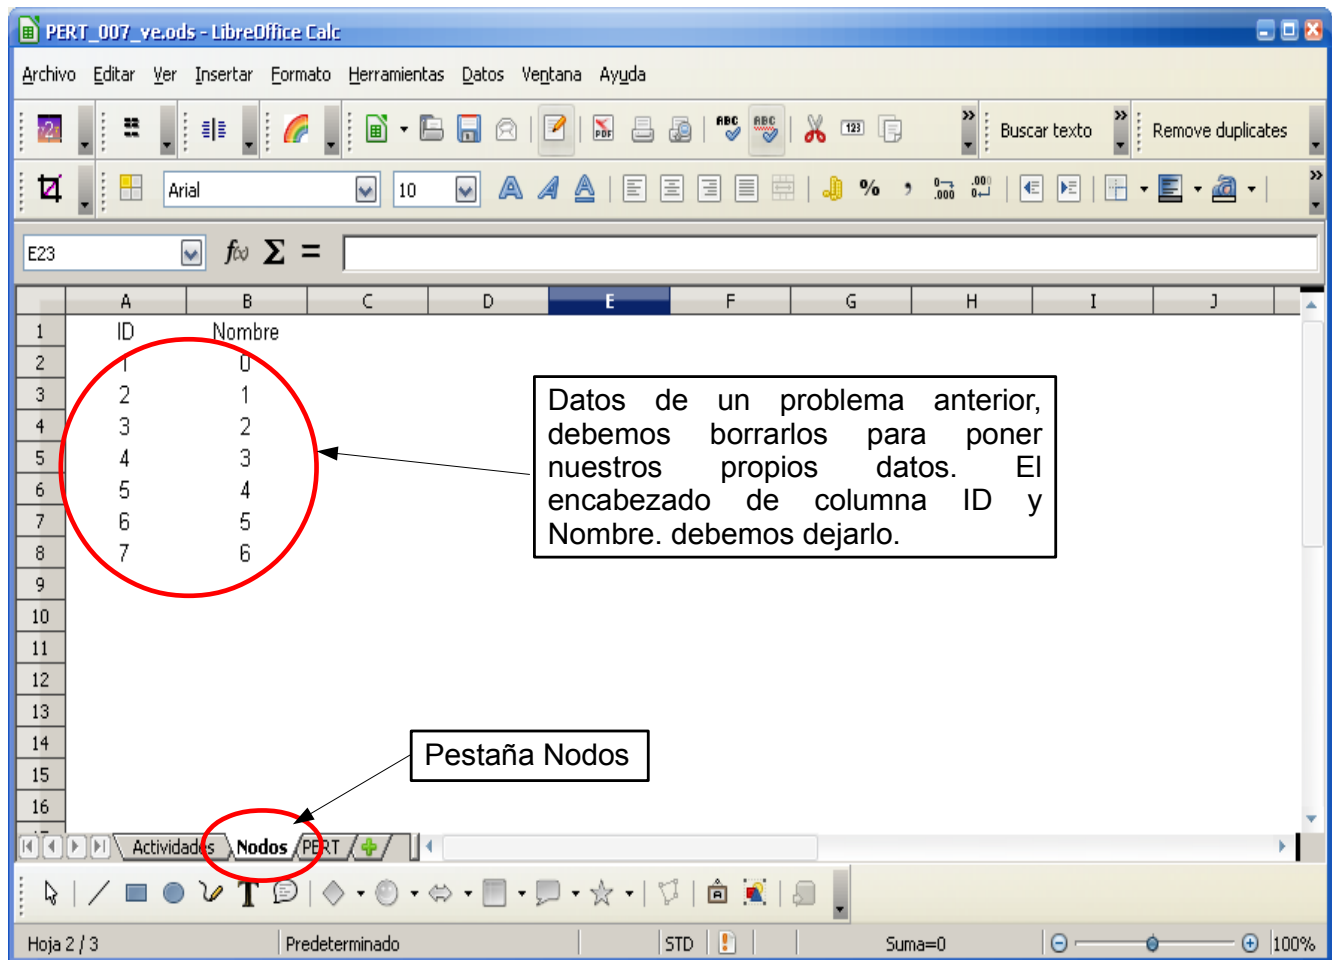 PERT_007_ve.ods - LibreOffice Calc
Archivo Editar Ver Insertar Formato Herramientas Datos Ventana Ayuda
Buscar texto Remove duplicates
Arial 10
E23
A B C D E F G H I J
1 ID Nombre
2 1 0
3 2 1
4 3 2
5 4 3
6 5 4
7 6 5
8 7 6
9
10
11
12
13
14
15
16
Datos de un problema anterior,
debemos borrarlos para poner
nuestros propios datos. El
encabezado de columna ID y
Nombre. debemos dejarlo.
Pestaña Nodos
Actividades Nodos PERT
Hoja 2 / 3 Predeterminado STD Suma=0 100%